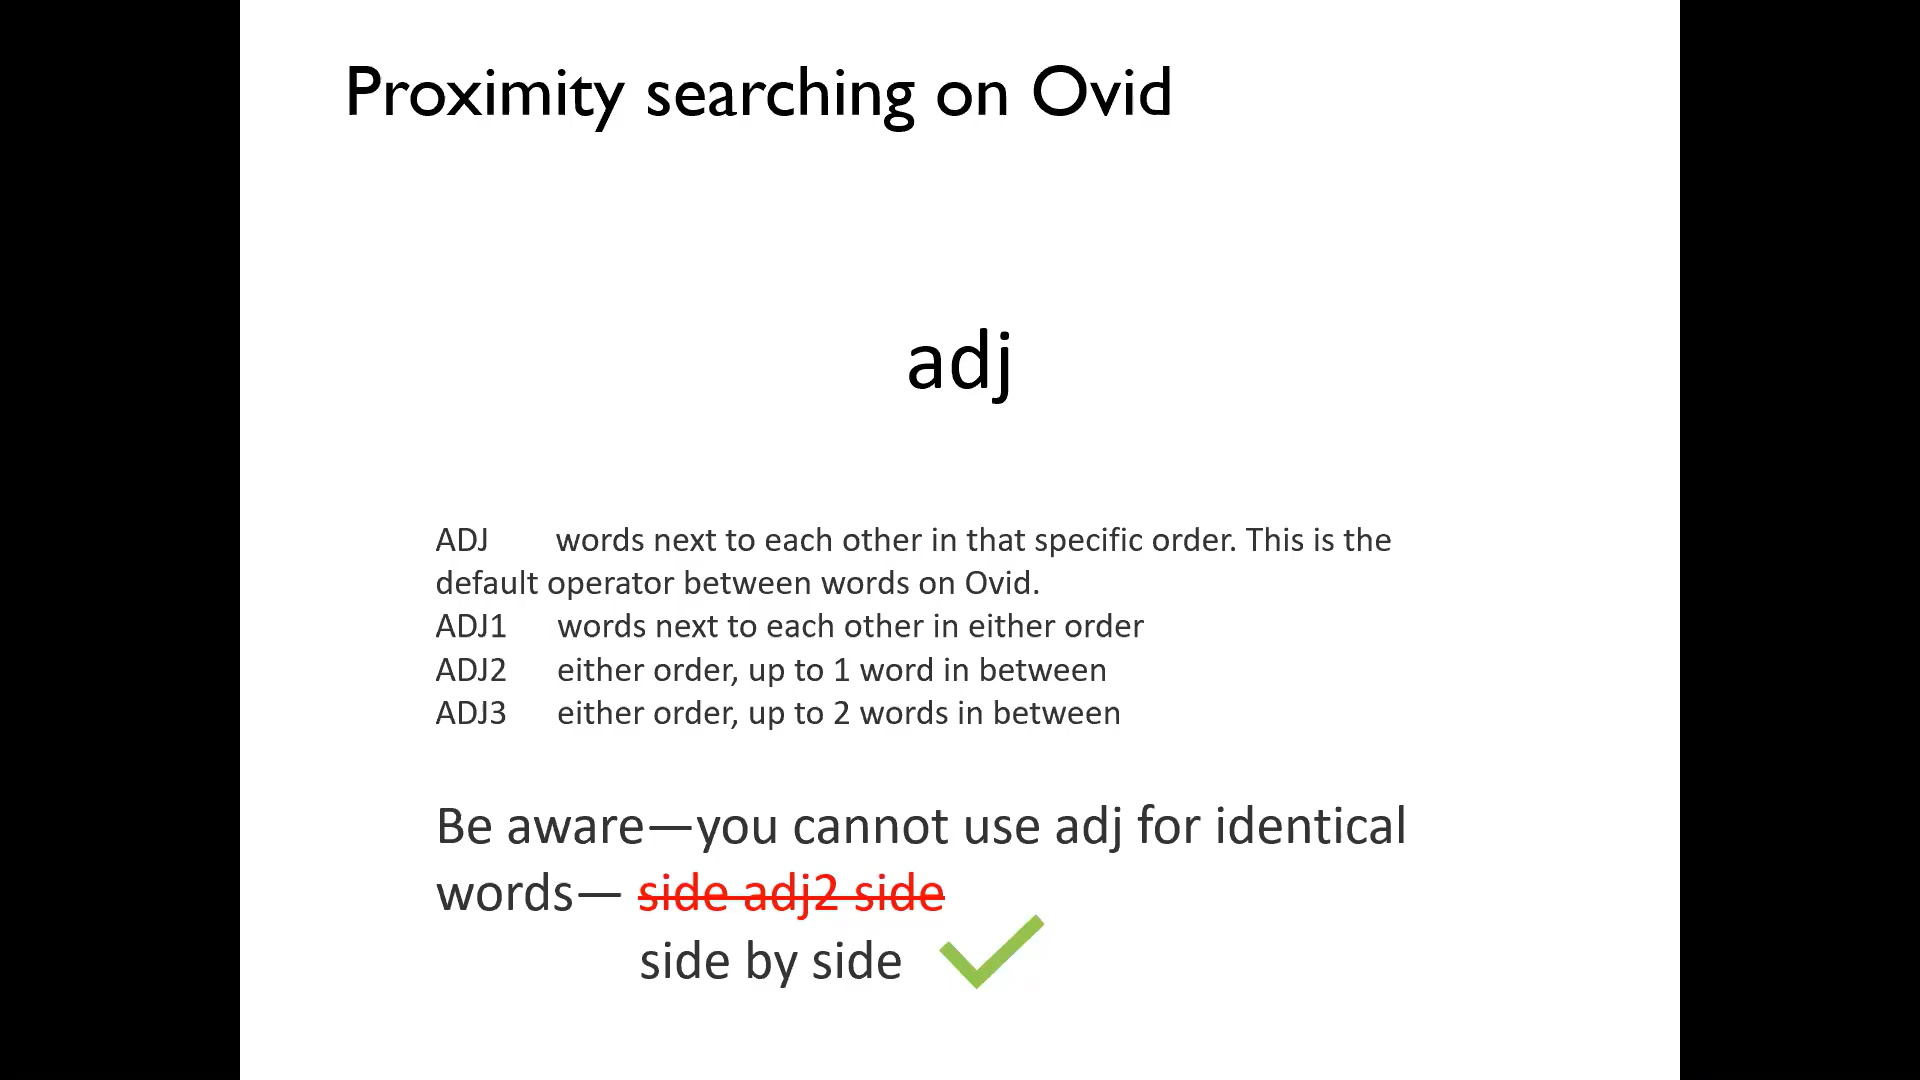 Proximity searching on Ovid
adj
ADJ words next to each other in that specific order. This is the
default operator between words on Ovid.
ADJ1 words next to each other in either order
ADJ2 either order, up to 1 word in between
ADJ3 either order, up to 2 words in between
Be aware—you cannot use adj for identical
words— side adj2 side
side by side